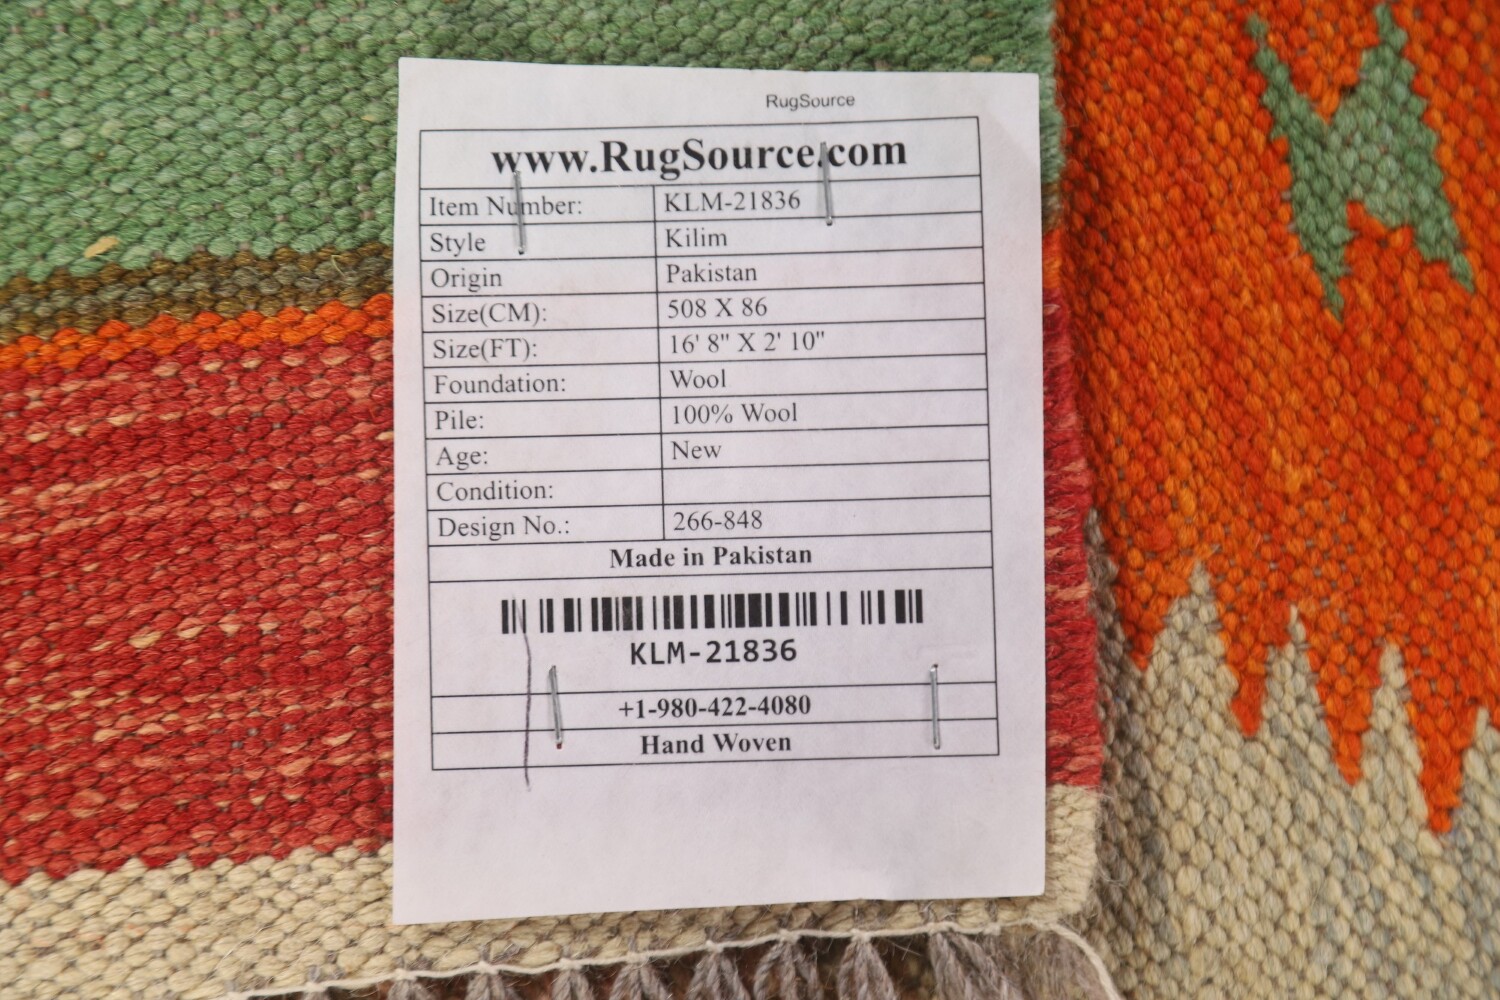 RugSource
www.RugSource.com
Item Number: KLM-21836
Style Kilim
Origin Pakistan
Size(CM): 508 X 86
Size(FT): 16' 8" X 2' 10"
Foundation: Wool
Pile: 100% Wool
Age: New
Condition:
Design No.: 266-848
Made in Pakistan
KLM-21836
+1-980-422-4080
Hand Woven